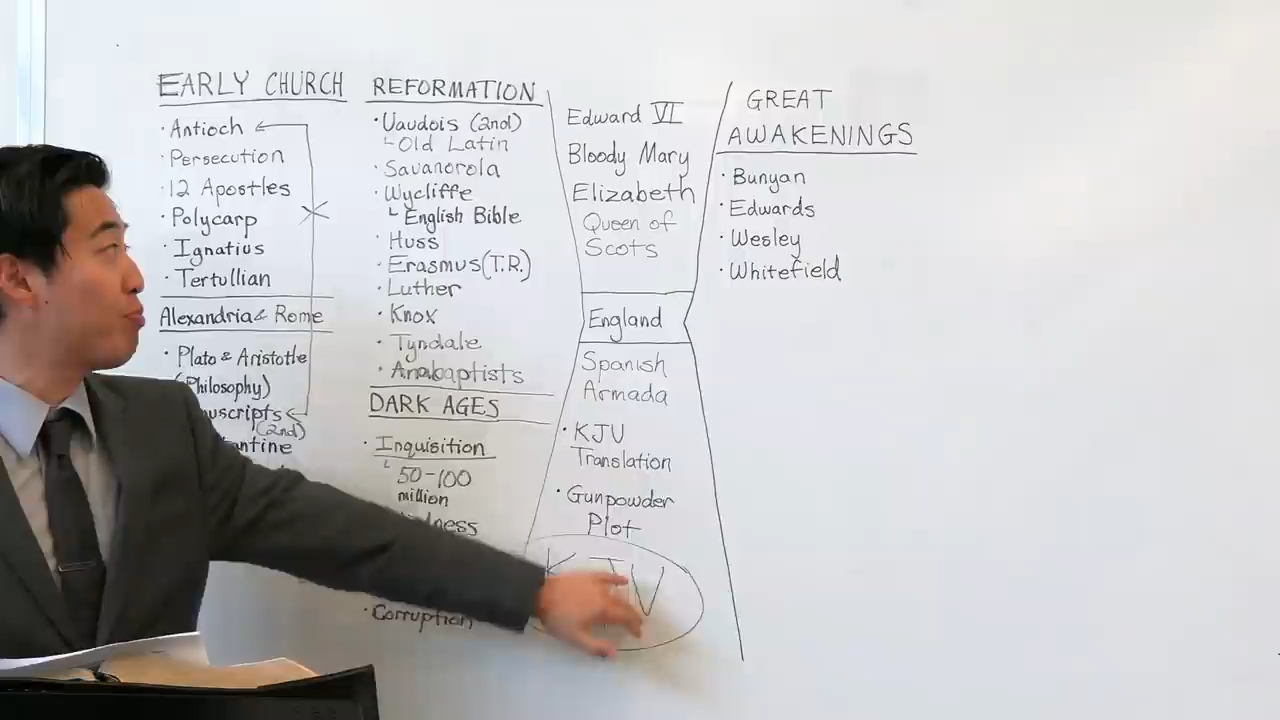 EARLY CHURCH
· Antioch
· Persecution
· 12 Apostles
· Polycarp
· Ignatius
· Tertullian
Alexandria & Rome
· Plato & Aristotle
(Philosophy)
(2nd)
REFORMATION
· Vaudois (2nd)
└ Old Latin
· Savanorola
· Wycliffe
└ English Bible
· Huss
· Erasmus (T.R.)
· Luther
· Knox
· Tyndale
· Anabaptists
DARK AGES
· Inquisition
└ 50-100
million
· Corruption
Edward VI
Bloody Mary
Elizabeth
Queen of
Scots
England
Spanish
Armada
· KJV
Translation
· Gunpowder
Plot
KJV
GREAT
AWAKENINGS
· Bunyan
· Edwards
· Wesley
· Whitefield